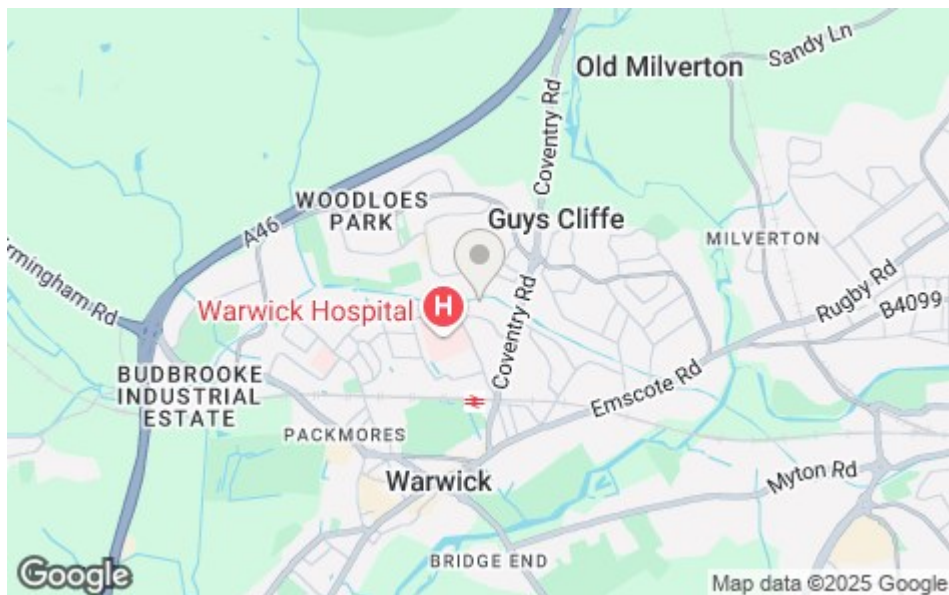 Old Milverton
Sandy Ln
Coventry Rd
WOODLOES
PARK
A46
Guys Cliffe
MILVERTON
Rugby Rd
B4099
rmingham Rd
Warwick Hospital
H
Coventry Rd
BUDBROOKE
INDUSTRIAL
ESTATE
Emscote Rd
PACKMORES
Warwick
Myton Rd
BRIDGE END
Google
Map data ©2025 Google